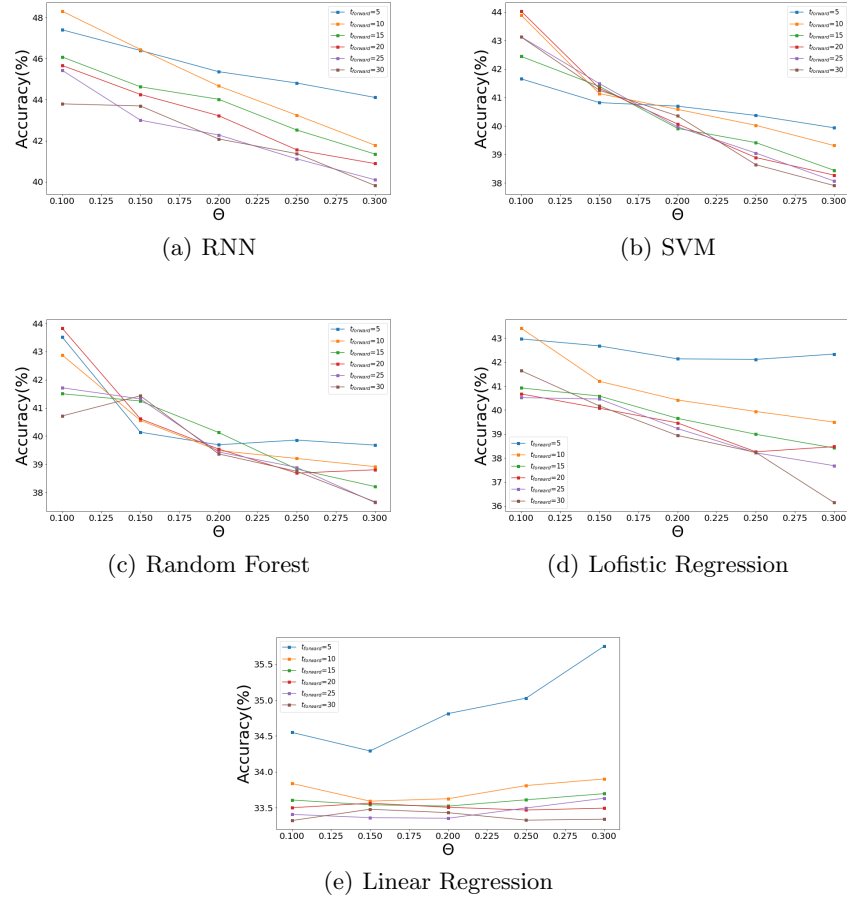 Accuracy(%)
48
46
44
42
40
t_forward=5
t_forward=10
t_forward=15
t_forward=20
t_forward=25
t_forward=30
0.100 0.125 0.150 0.175 0.200 0.225 0.250 0.275 0.300
Θ
(a) RNN
Accuracy(%)
44
43
42
41
40
39
38
t_forward=5
t_forward=10
t_forward=15
t_forward=20
t_forward=25
t_forward=30
0.100 0.125 0.150 0.175 0.200 0.225 0.250 0.275 0.300
Θ
(b) SVM
Accuracy(%)
44
43
42
41
40
39
38
t_forward=5
t_forward=10
t_forward=15
t_forward=20
t_forward=25
t_forward=30
0.100 0.125 0.150 0.175 0.200 0.225 0.250 0.275 0.300
Θ
(c) Random Forest
Accuracy(%)
43
42
41
40
39
38
37
36
t_forward=5
t_forward=10
t_forward=15
t_forward=20
t_forward=25
t_forward=30
0.100 0.125 0.150 0.175 0.200 0.225 0.250 0.275 0.300
Θ
(d) Lofistic Regression
Accuracy(%)
35.5
35.0
34.5
34.0
33.5
t_forward=5
t_forward=10
t_forward=15
t_forward=20
t_forward=25
t_forward=30
0.100 0.125 0.150 0.175 0.200 0.225 0.250 0.275 0.300
Θ
(e) Linear Regression